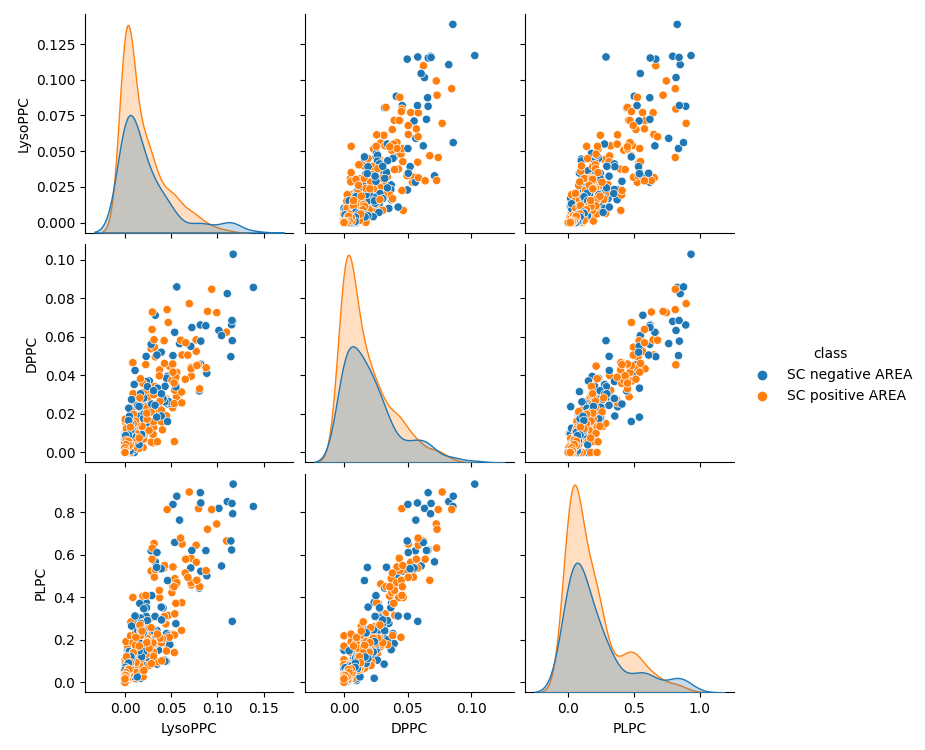 LysoPPC
0.125
0.100
0.075
0.050
0.025
0.000
DPPC
0.10
0.08
0.06
0.04
0.02
0.00
class
SC negative AREA
SC positive AREA
PLPC
0.8
0.6
0.4
0.2
0.0
0.00 0.05 0.10 0.15
LysoPPC
0.00 0.10
DPPC
0.0 0.5 1.0
PLPC